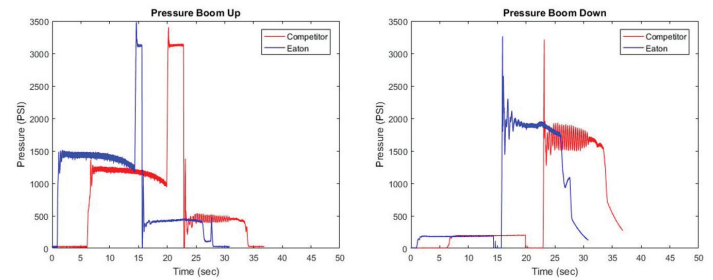 Pressure Boom Up
Pressure (PSI)
3500
3000
2500
2000
1500
1000
500
0
0 5 10 15 20 25 30 35 40 45 50
Time (sec)
Competitor
Eaton
Pressure Boom Down
Pressure (PSI)
3500
3000
2500
2000
1500
1000
500
0
0 5 10 15 20 25 30 35 40 45 50
Time (sec)
Competitor
Eaton